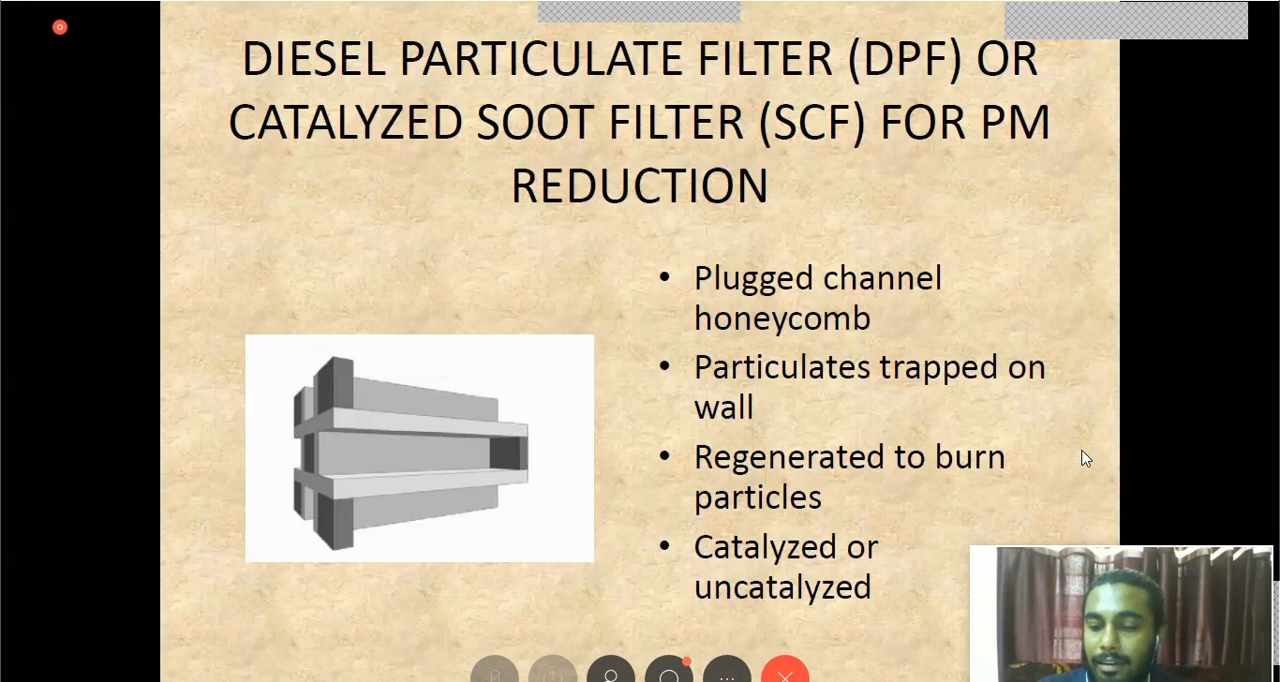 DIESEL PARTICULATE FILTER (DPF) OR
CATALYZED SOOT FILTER (SCF) FOR PM
REDUCTION
• Plugged channel
honeycomb
• Particulates trapped on
wall
• Regenerated to burn
particles
• Catalyzed or
uncatalyzed